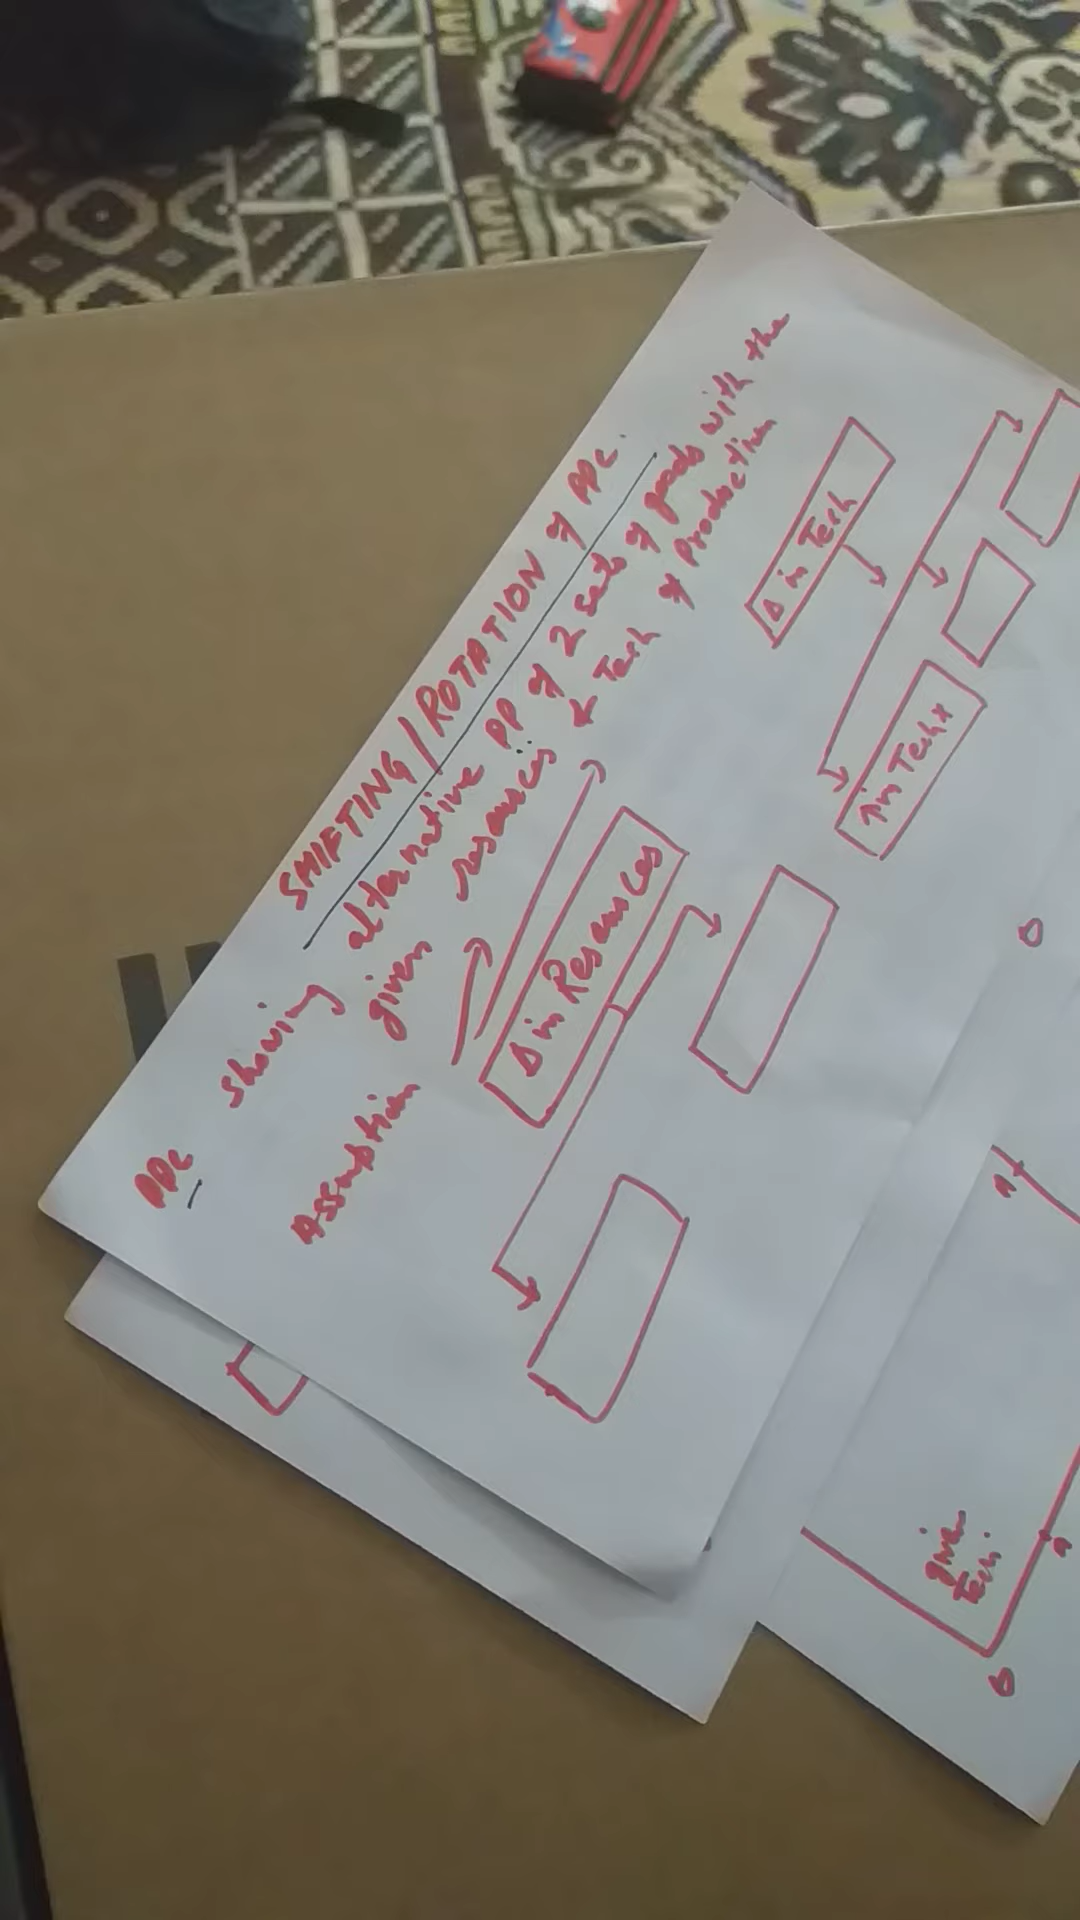 SHIFTING/ROTATION of PPC.
PPC showing alternative PP of 2 sets of goods with the
given resources & Tech of Production
Assumption
Δ in Resources
Δ in Tech
↑ in Tech x
given
Tech.
O